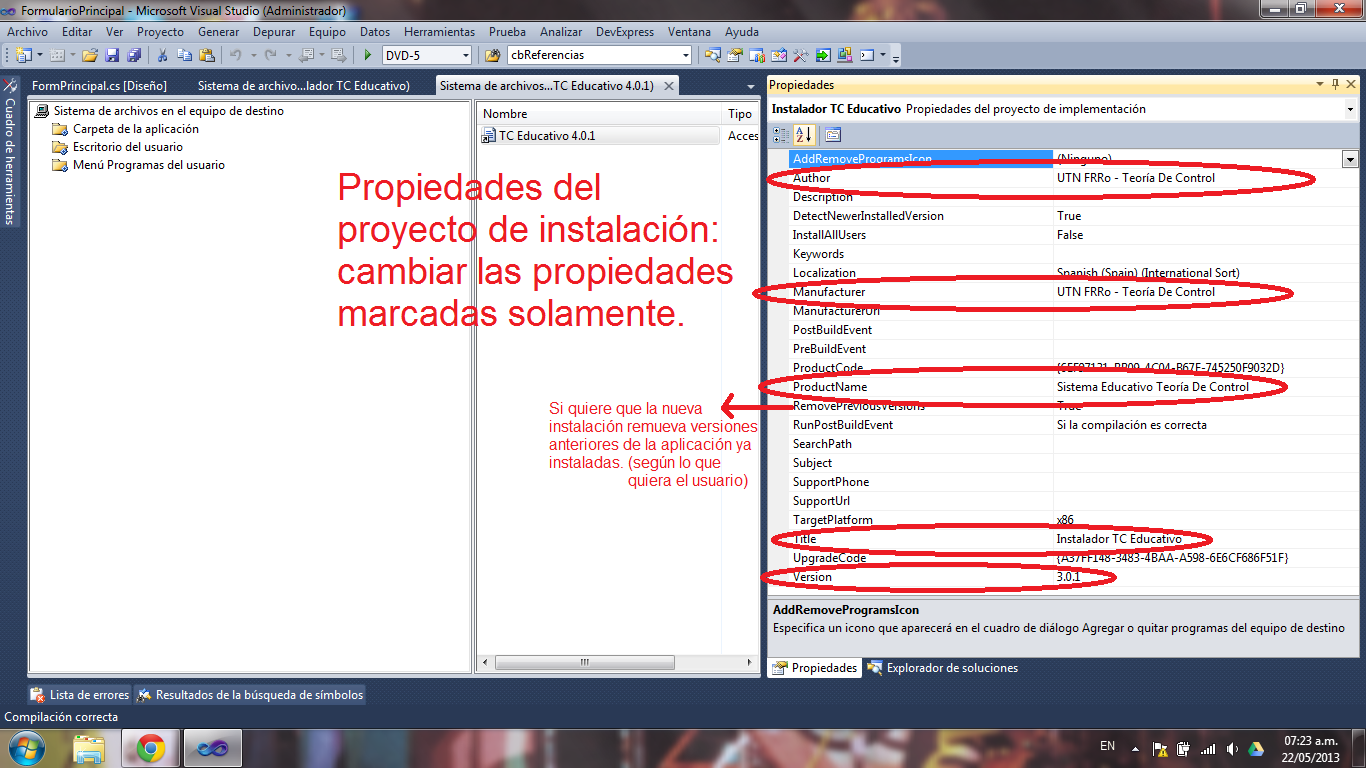 FormularioPrincipal - Microsoft Visual Studio (Administrador)
Archivo Editar Ver Proyecto Generar Depurar Equipo Datos Herramientas Prueba Analizar DevExpress Ventana Ayuda
DVD-5 cbReferencias
Cuadro de herramientas
FormPrincipal.cs [Diseño] Sistema de archivo...lador TC Educativo) Sistema de archivos...TC Educativo 4.0.1)
Sistema de archivos en el equipo de destino
Carpeta de la aplicación
Escritorio del usuario
Menú Programas del usuario
Nombre Tipo
TC Educativo 4.0.1 Acces
Propiedades del
proyecto de instalación:
cambiar las propiedades
marcadas solamente.
Si quiere que la nueva
instalación remueva versiones
anteriores de la aplicación ya
instaladas. (según lo que
quiera el usuario)
Propiedades
Instalador TC Educativo Propiedades del proyecto de implementación
AddRemoveProgramsIcon (Ninguno)
Author UTN FRRo - Teoría De Control
Description
DetectNewerInstalledVersion True
InstallAllUsers False
Keywords
Localization Spanish (Spain) (International Sort)
Manufacturer UTN FRRo - Teoría De Control
ManufacturerUrl
PostBuildEvent
PreBuildEvent
ProductCode
ProductName Sistema Educativo Teoría De Control
RemovePreviousVersions True
RunPostBuildEvent Si la compilación es correcta
SearchPath
Subject
SupportPhone
SupportUrl
TargetPlatform x86
Title Instalador TC Educativo
UpgradeCode {A37FF148-3483-4BAA-A598-6E6CF686F51F}
Version 3.0.1
AddRemoveProgramsIcon
Especifica un icono que aparecerá en el cuadro de diálogo Agregar o quitar programas del equipo de destino
Propiedades Explorador de soluciones
Lista de errores Resultados de la búsqueda de símbolos
Compilación correcta
EN 07:23 a.m.
22/05/2013